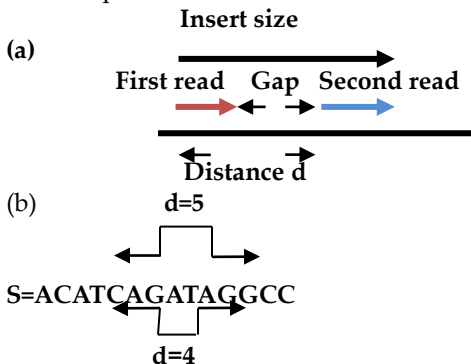 Insert size
(a)
First read Gap Second read
Distance d
(b)
d=5
S=ACATCAGATAGGCC
d=4